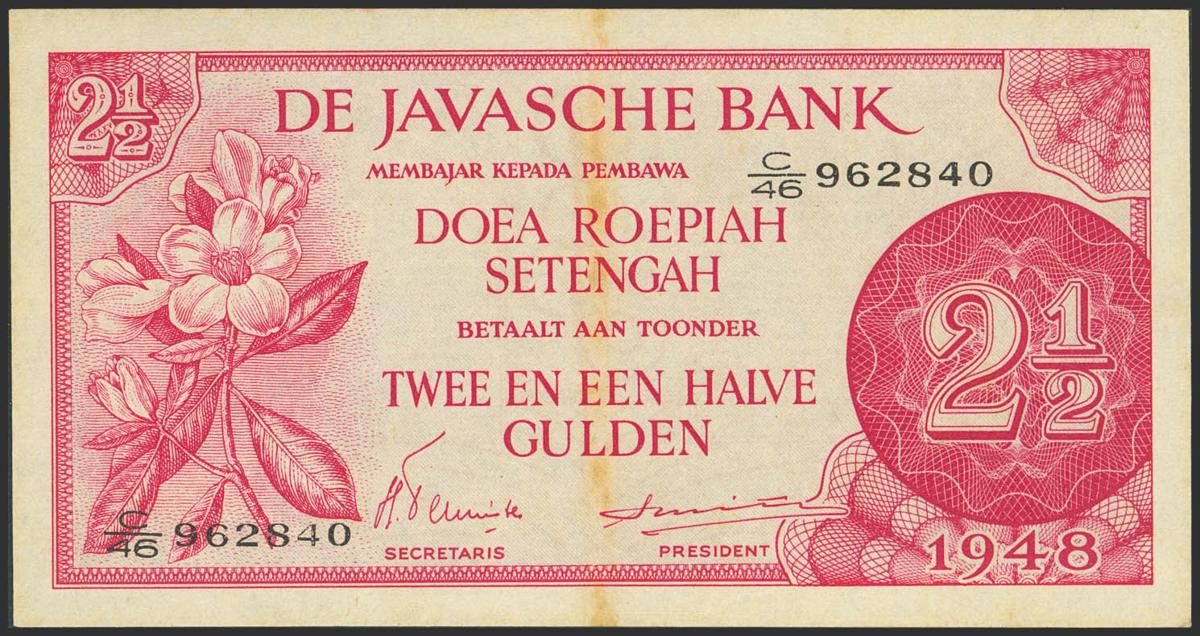 2½
DE JAVASCHE BANK
MEMBAJAR KEPADA PEMBAWA
C/46 962840
DOEA ROEPIAH
SETENGAH
BETAALT AAN TOONDER
TWEE EN EEN HALVE
GULDEN
2½
C/46 962840
SECRETARIS
PRESIDENT
1948